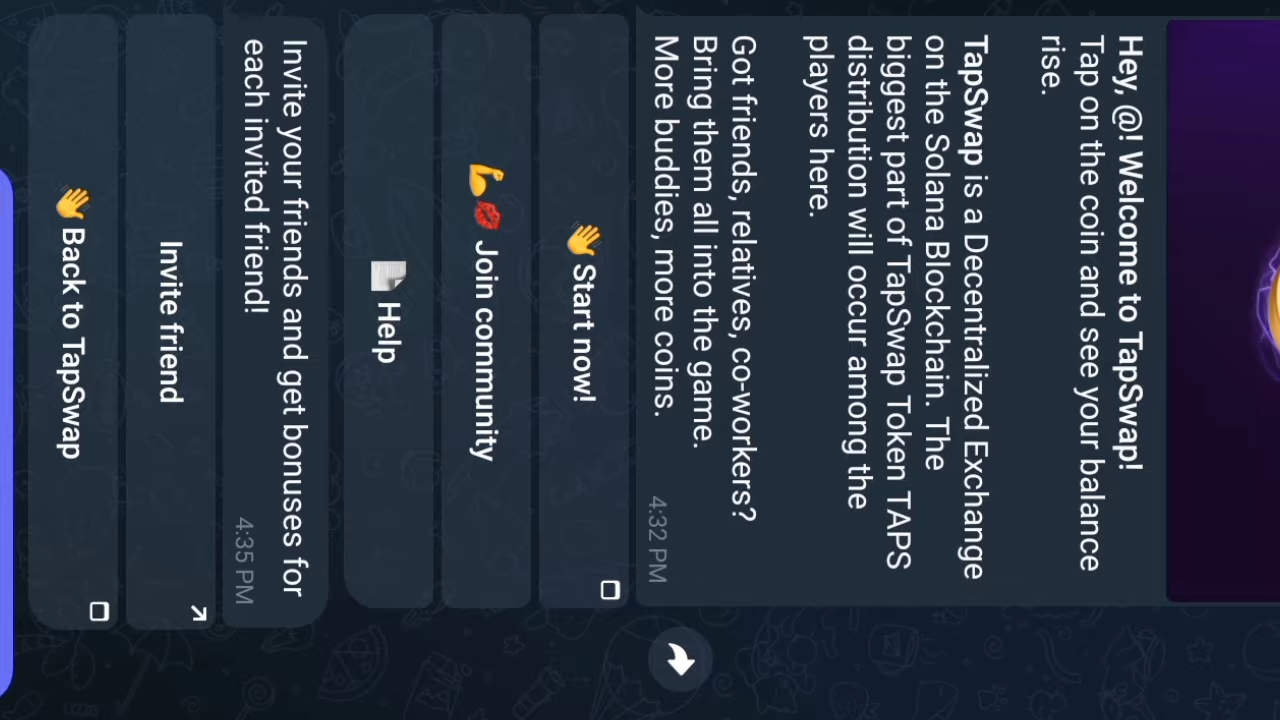 Hey, @! Welcome to TapSwap!
Tap on the coin and see your balance
rise.
TapSwap is a Decentralized Exchange
on the Solana Blockchain. The
biggest part of TapSwap Token TAPS
distribution will occur among the
players here.
Got friends, relatives, co-workers?
Bring them all into the game.
More buddies, more coins.
4:32 PM
👋 Start now!
💪💋 Join community
📃 Help
Invite your friends and get bonuses for
each invited friend!
4:35 PM
Invite friend
👋 Back to TapSwap